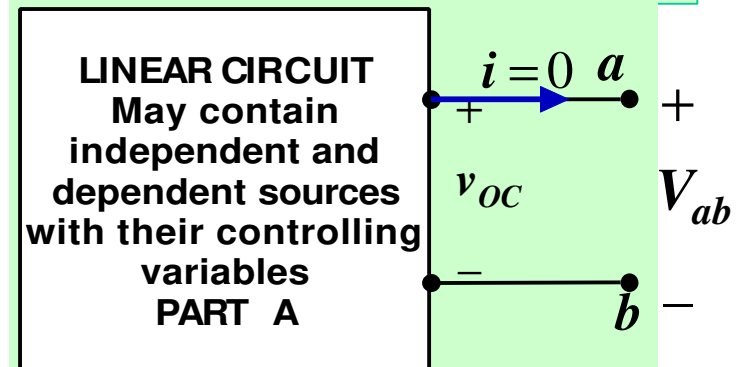 LINEAR CIRCUIT
May contain
independent and
dependent sources
with their controlling
variables
PART A
i = 0 a
+ +
v_OC V_ab
− −
b